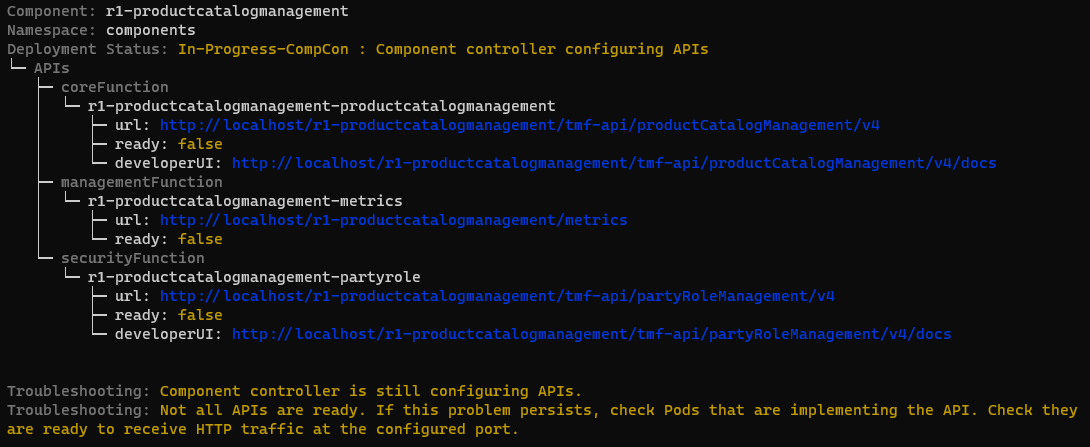 Component: r1-productcatalogmanagement
Namespace: components
Deployment Status: In-Progress-CompCon : Component controller configuring APIs
APIs
coreFunction
r1-productcatalogmanagement-productcatalogmanagement
url: http://localhost/r1-productcatalogmanagement/tmf-api/productCatalogManagement/v4
ready: false
developerUI: http://localhost/r1-productcatalogmanagement/tmf-api/productCatalogManagement/v4/docs
managementFunction
r1-productcatalogmanagement-metrics
url: http://localhost/r1-productcatalogmanagement/metrics
ready: false
securityFunction
r1-productcatalogmanagement-partyrole
url: http://localhost/r1-productcatalogmanagement/tmf-api/partyRoleManagement/v4
ready: false
developerUI: http://localhost/r1-productcatalogmanagement/tmf-api/partyRoleManagement/v4/docs
Troubleshooting: Component controller is still configuring APIs.
Troubleshooting: Not all APIs are ready. If this problem persists, check Pods that are implementing the API. Check they
are ready to receive HTTP traffic at the configured port.